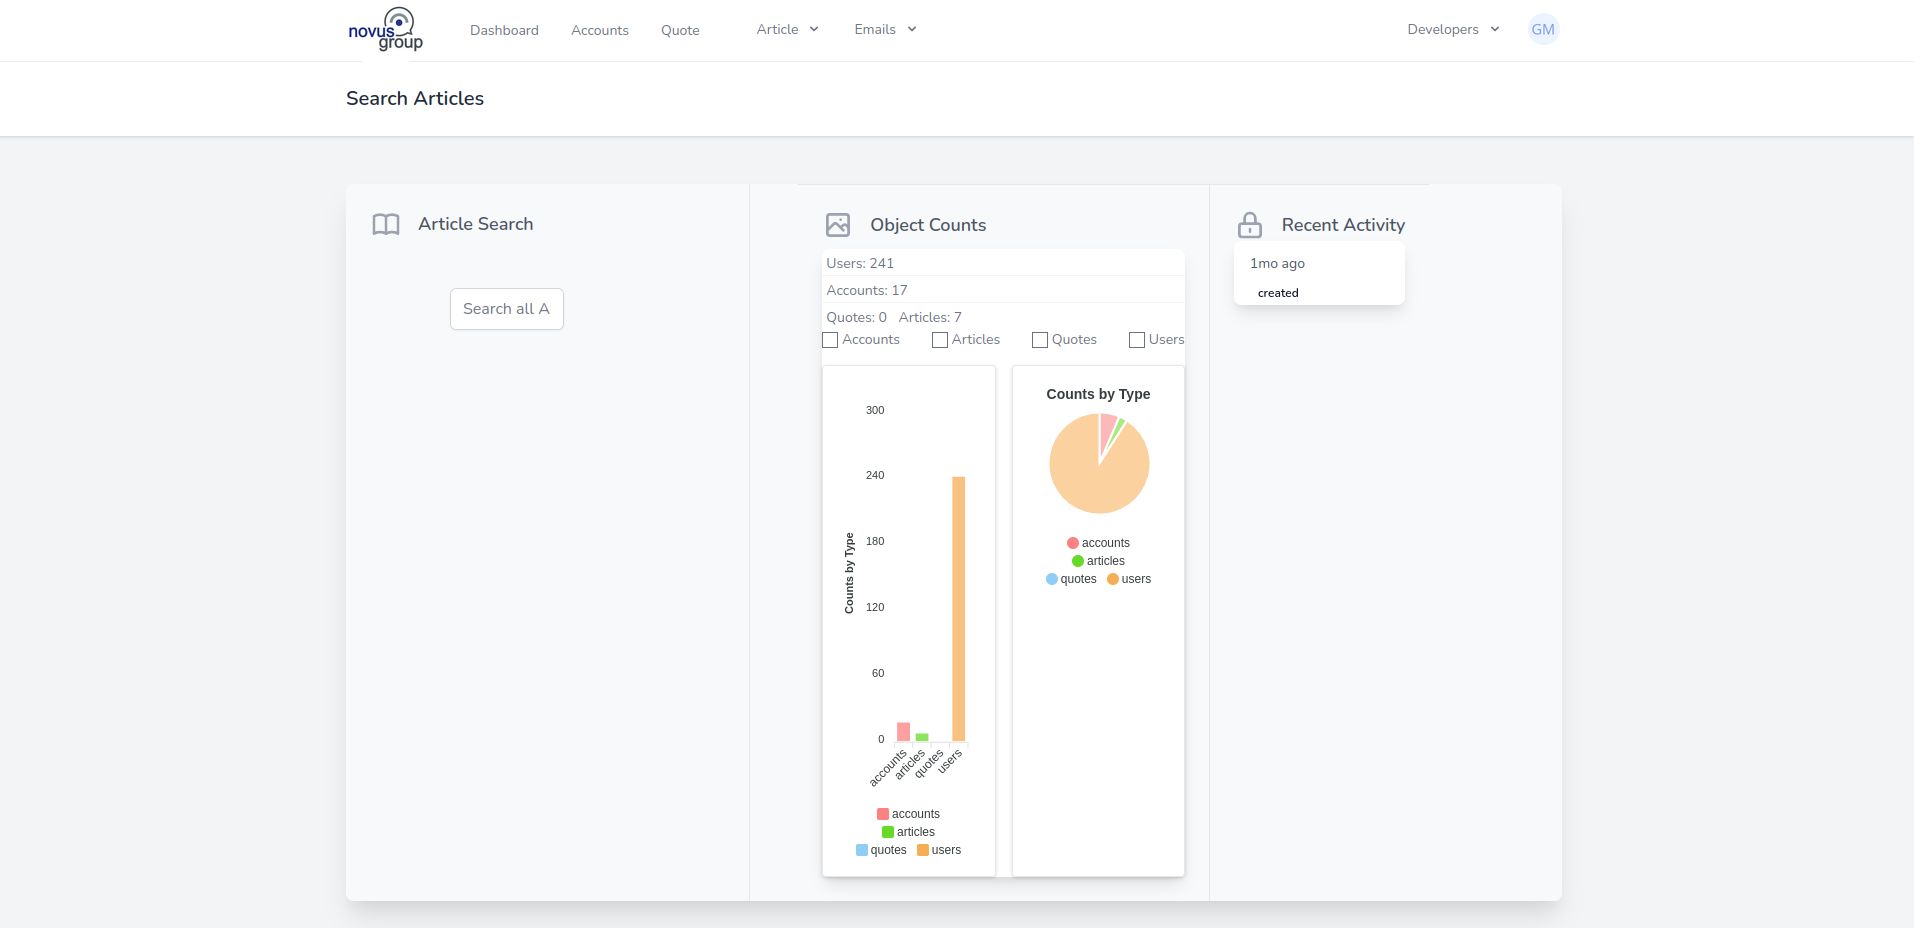 novus
group
Dashboard Accounts Quote Article Emails Developers GM
Search Articles
Article Search
Search all A
Object Counts
Users: 241
Accounts: 17
Quotes: 0 Articles: 7
Accounts Articles Quotes Users
Counts by Type
300
240
180
120
60
0
accounts articles quotes users
accounts
articles
quotes users
Counts by Type
accounts
articles
quotes users
Recent Activity
1mo ago
created